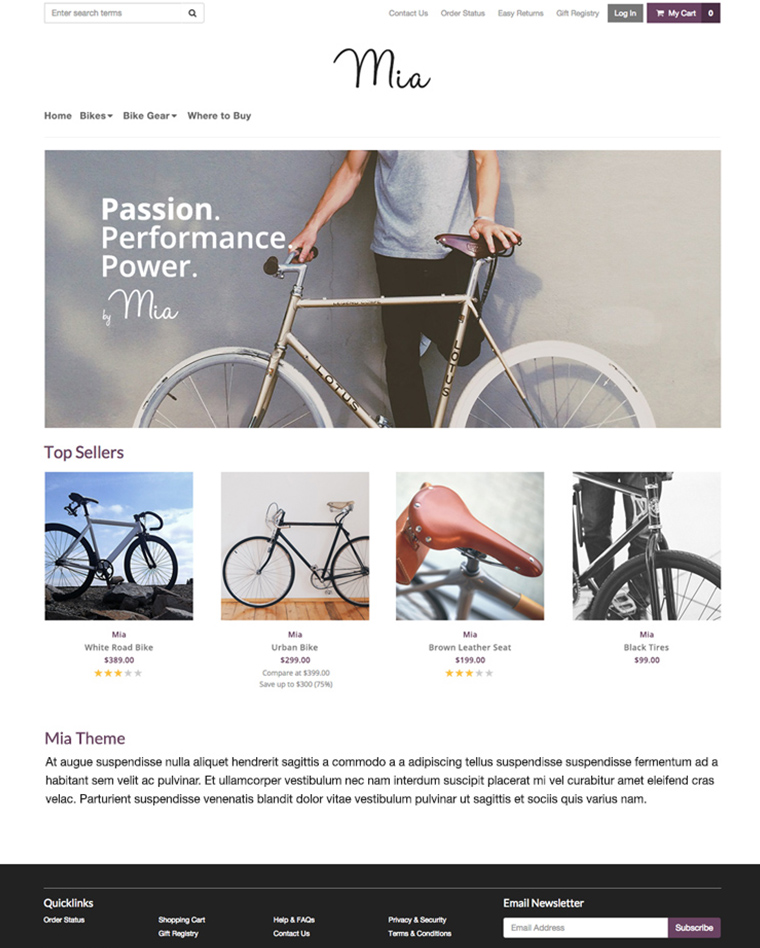 Enter search terms
Contact Us Order Status Easy Returns Gift Registry Log In My Cart 0
Mia
Home Bikes Bike Gear Where to Buy
Passion.
Performance.
Power.
by Mia
LOTUS
LOTUS
Top Sellers
Mia
White Road Bike
$389.00
Mia
Urban Bike
$299.00
Compare at $399.00
Save up to $300 (75%)
Mia
Brown Leather Seat
$199.00
Mia
Black Tires
$99.00
Mia Theme
At augue suspendisse nulla aliquet hendrerit sagittis a commodo a a adipiscing tellus suspendisse suspendisse fermentum ad a
habitant sem velit ac pulvinar. Et ullamcorper vestibulum nec nam interdum suscipit placerat mi vel curabitur amet eleifend cras
velac. Parturient suspendisse venenatis blandit dolor vitae vestibulum pulvinar ut sagittis et sociis quis varius nam.
Quicklinks
Order Status
Shopping Cart
Gift Registry
Help & FAQs
Contact Us
Privacy & Security
Terms & Conditions
Email Newsletter
Email Address Subscribe